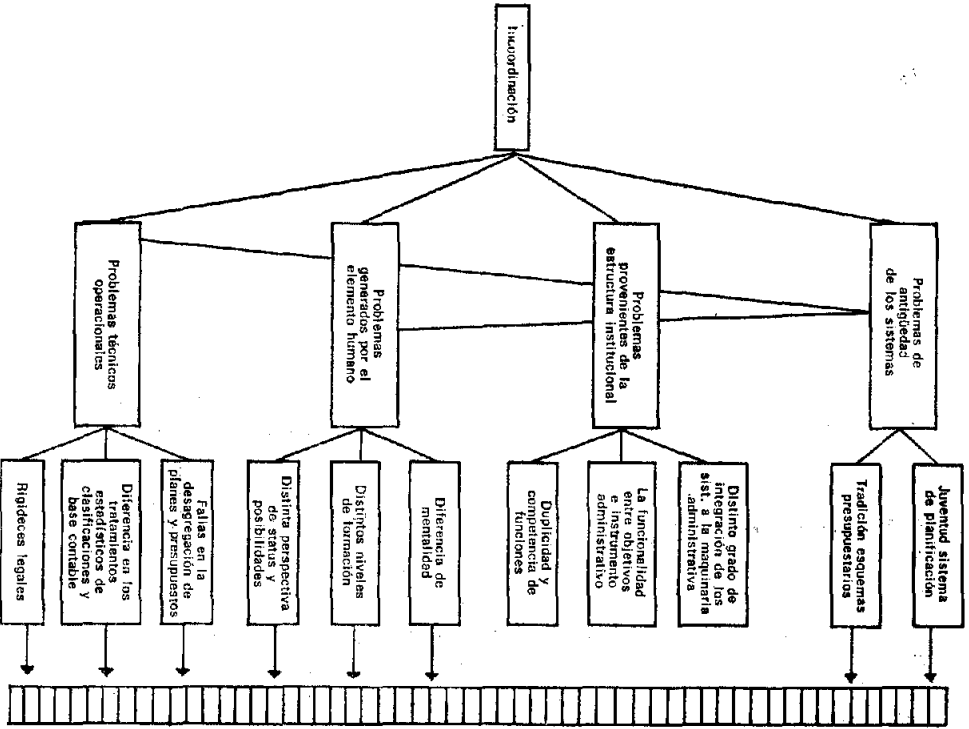 Incoordinación
Problemas de
antigüedad
de los sistemas
Juventud sistema
de planificación
Tradición esquemas
presupuestarios
Problemas
provenientes de la
estructura institucional
Distinto grado de
integración de los
sist. a la maquinaria
.administrativa
La funcionalidad
entre objetivos
e instrumento
administrativo
Duplicidad y
competencia de
funciones
Problemas
generados por el
elemento humano
Diferencia de
mentalidad
Distintos niveles
de formación
Distinta perspectiva
de status y
posibilidades
Problemas técnicos
operacionales
Fallas en la
desagregación de
planes y presupuestos
Diferencia en los
tratamientos
estadísticos de
clasificaciones y
base contable
Rigideces legales